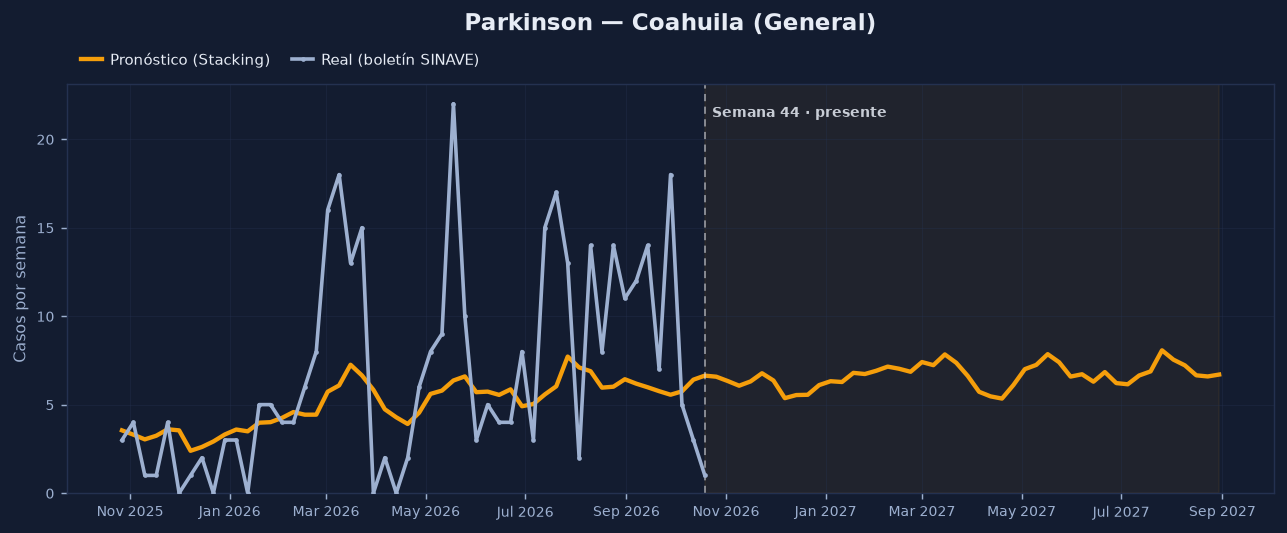 Parkinson — Coahuila (General)
Pronóstico (Stacking)
Real (boletín SINAVE)
Semana 44 · presente
Casos por semana
20
15
10
5
0
Nov 2025
Jan 2026
Mar 2026
May 2026
Jul 2026
Sep 2026
Nov 2026
Jan 2027
Mar 2027
May 2027
Jul 2027
Sep 2027